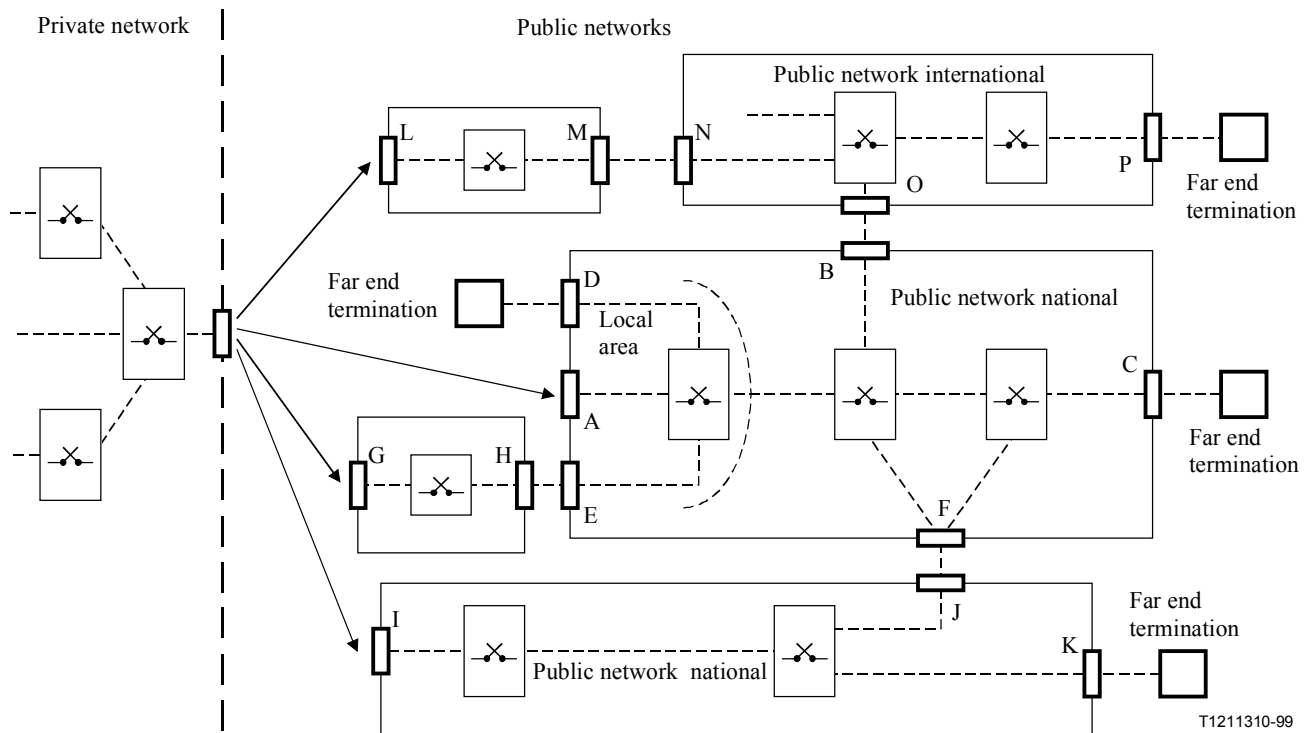 Private network
Public networks
Public network international
L
M
N
O
P
Far end
termination
Far end
termination
D
B
Local
area
Public network national
A
C
Far end
termination
G
H
E
F
I
J
Far end
termination
K
Public network national
T1211310-99